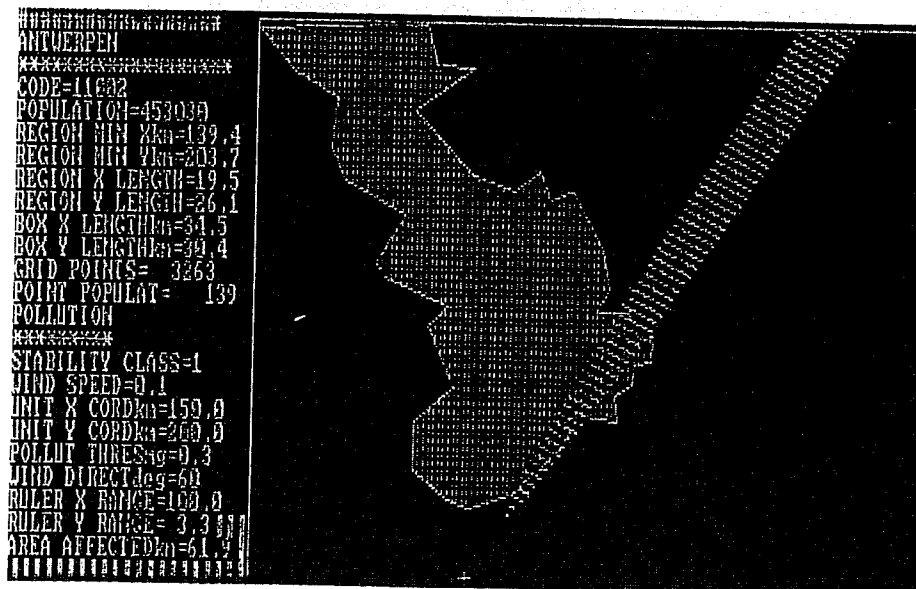 ANTWERPEN
CODE=11602
POPULATION=453030
REGION MIN Xkm=139,4
REGION MIN Ykm=203,7
REGION X LENGTH=19,5
REGION Y LENGTH=26,1
BOX X LENGTHkm=34,5
BOX Y LENGTHkm=30,4
GRID POINTS= 3263
POINT POPULAT= 139
POLLUTION
STABILITY CLASS=1
WIND SPEED=0,1
UNIT X CORDkm=150,0
UNIT Y CORDkm=200,0
POLLUT THRESmg=0,3
WIND DIRECTdeg=60
RULER X RANGE=100,0
RULER Y RANGE= 3,3
AREA AFFECTEDkm=61,9